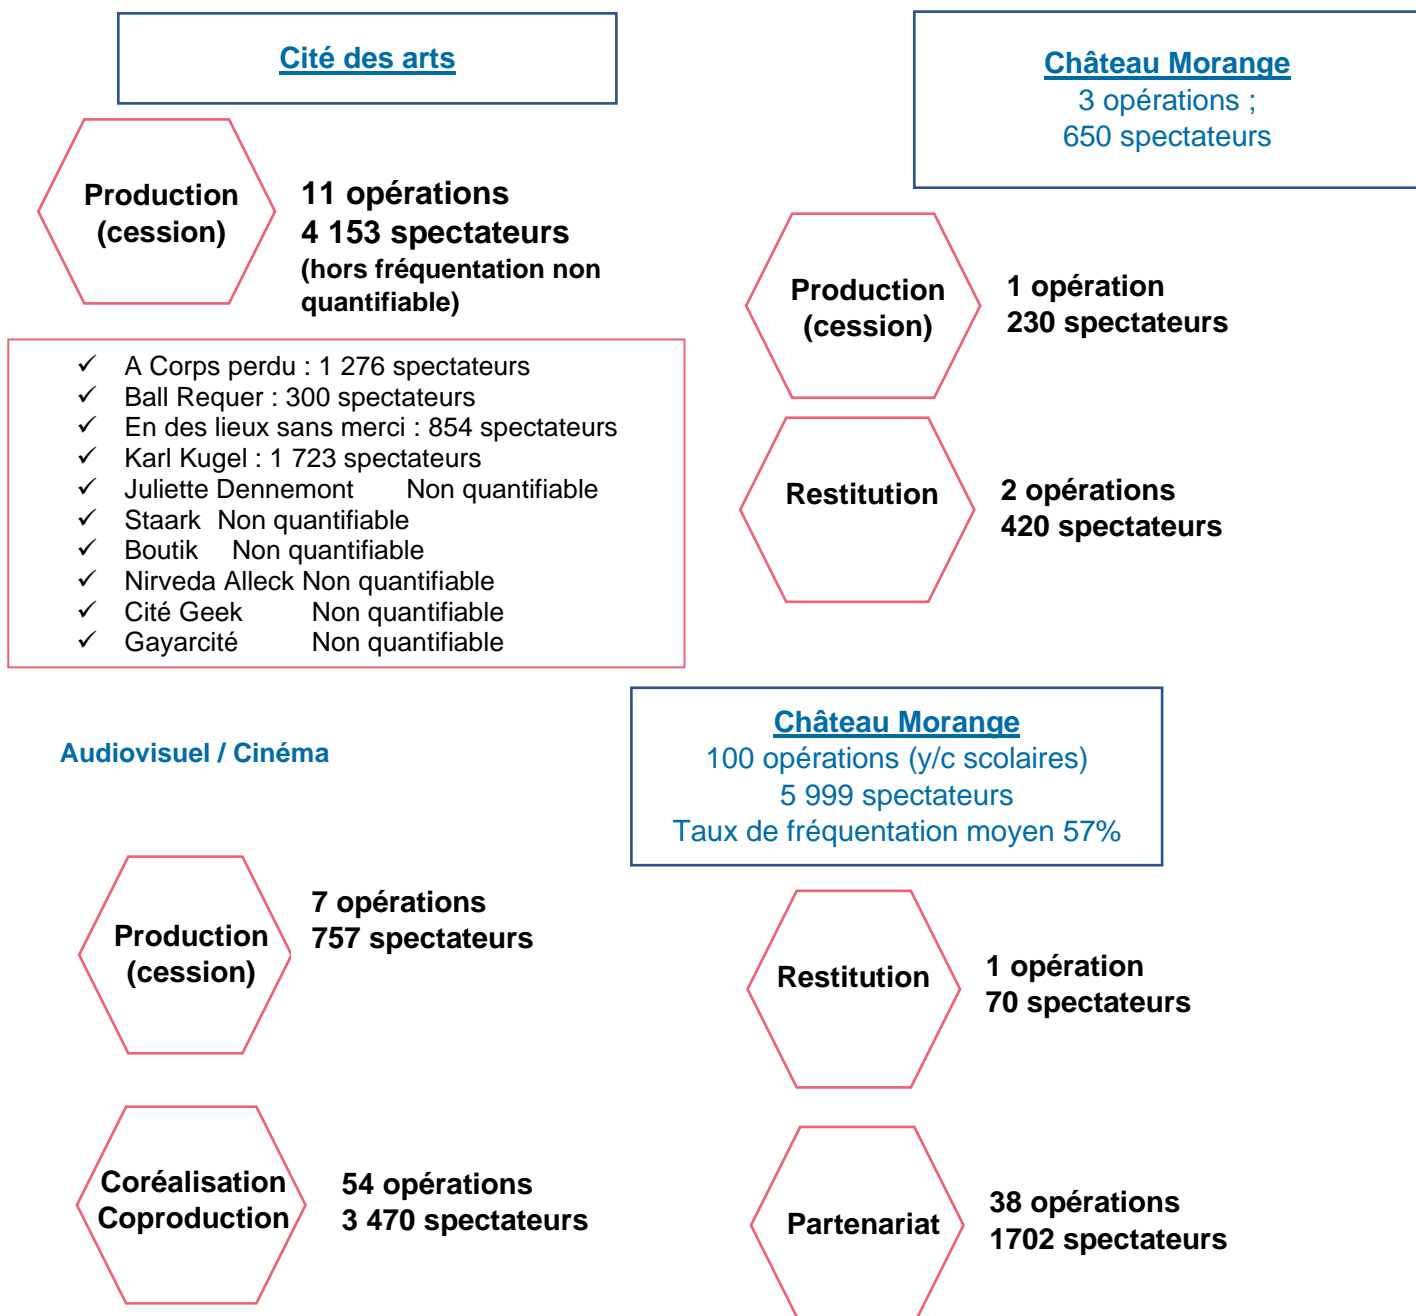 Cité des arts
Production
(cession)
11 opérations
4 153 spectateurs
(hors fréquentation non
quantifiable)
✓ A Corps perdu : 1 276 spectateurs
✓ Ball Requer : 300 spectateurs
✓ En des lieux sans merci : 854 spectateurs
✓ Karl Kugel : 1 723 spectateurs
✓ Juliette Dennemont Non quantifiable
✓ Staark Non quantifiable
✓ Boutik Non quantifiable
✓ Nirveda Alleck Non quantifiable
✓ Cité Geek Non quantifiable
✓ Gayarcité Non quantifiable
Château Morange
3 opérations ;
650 spectateurs
Production
(cession)
1 opération
230 spectateurs
Restitution
2 opérations
420 spectateurs
Audiovisuel / Cinéma
Château Morange
100 opérations (y/c scolaires)
5 999 spectateurs
Taux de fréquentation moyen 57%
Production
(cession)
7 opérations
757 spectateurs
Restitution
1 opération
70 spectateurs
Coréalisation
Coproduction
54 opérations
3 470 spectateurs
Partenariat
38 opérations
1702 spectateurs